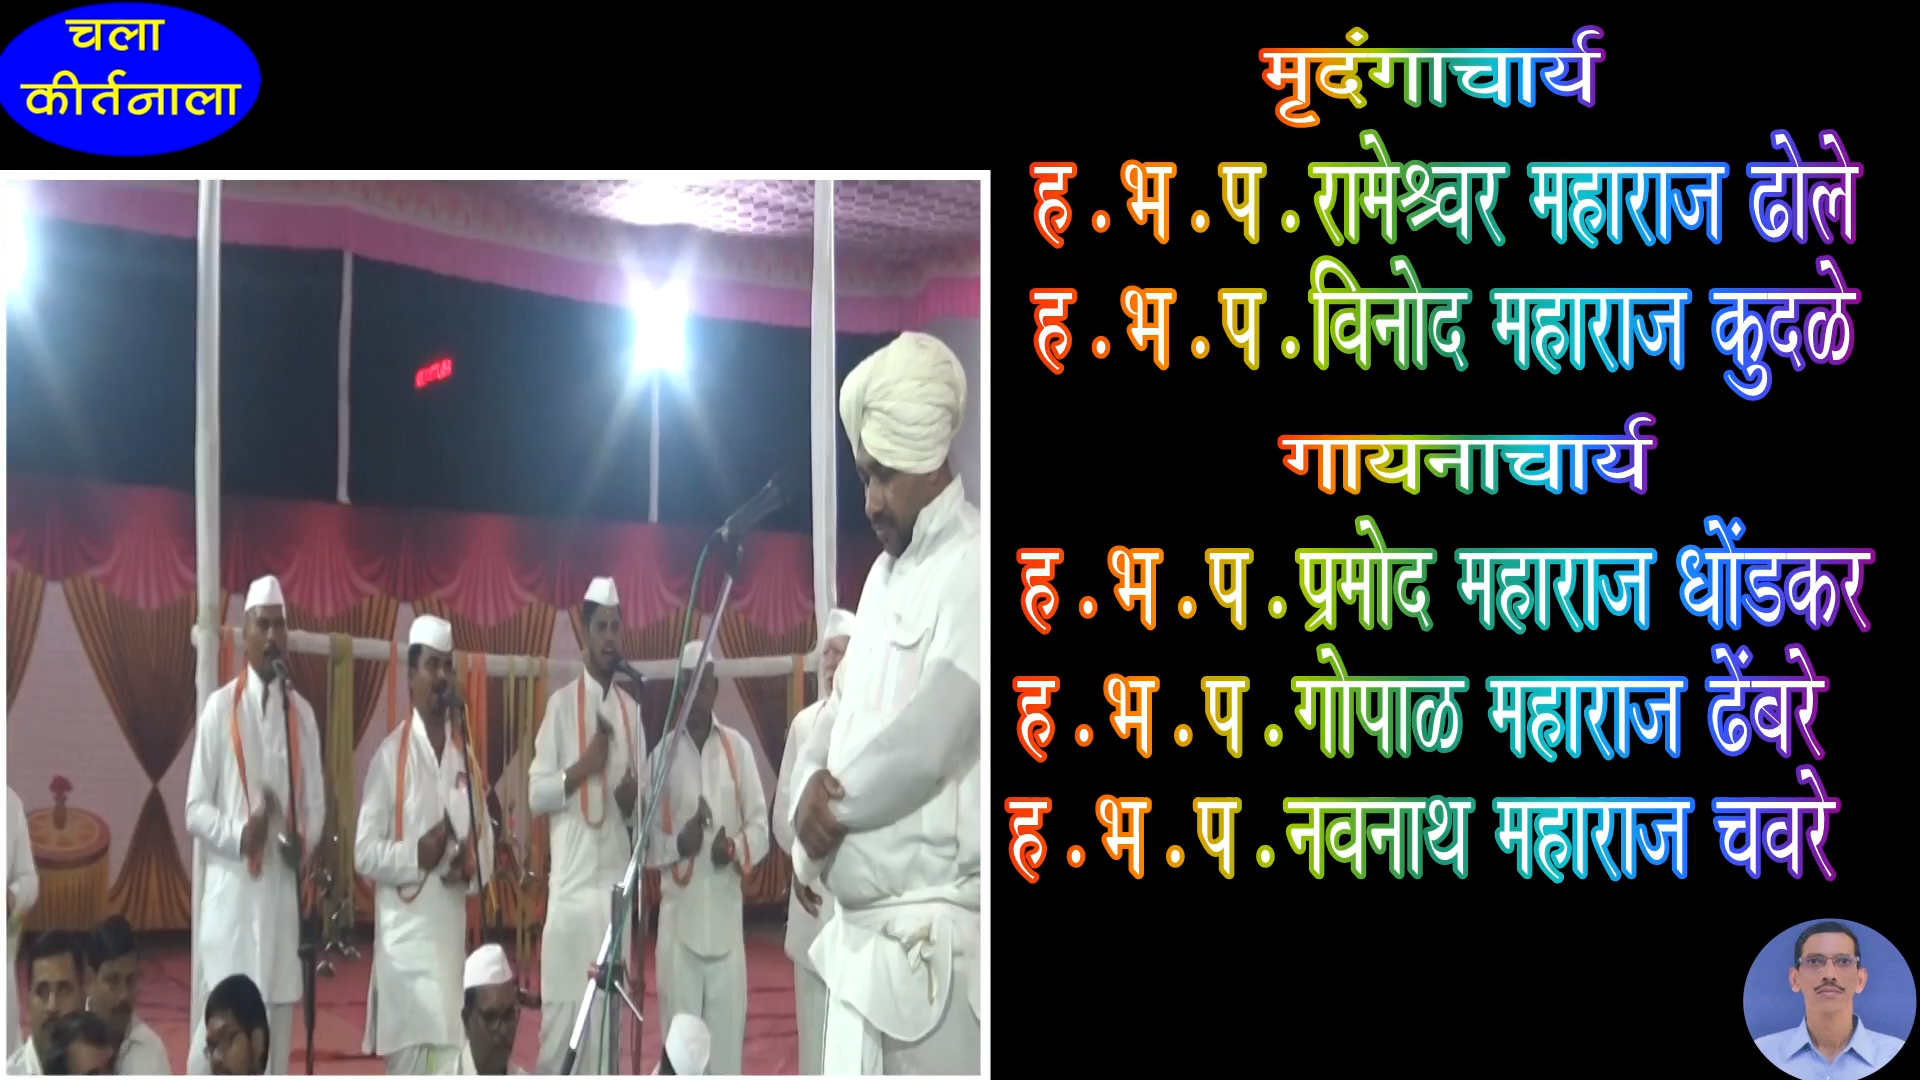 चला
कीर्तनाला
मृदंगाचार्य
ह.भ.प.रामेश्वर महाराज ढोले
ह.भ.प.विनोद महाराज कुदळे
गायनाचार्य
ह.भ.प.प्रमोद महाराज धोंडकर
ह.भ.प.गोपाळ महाराज ढेंबरे
ह.भ.प.नवनाथ महाराज चवरे